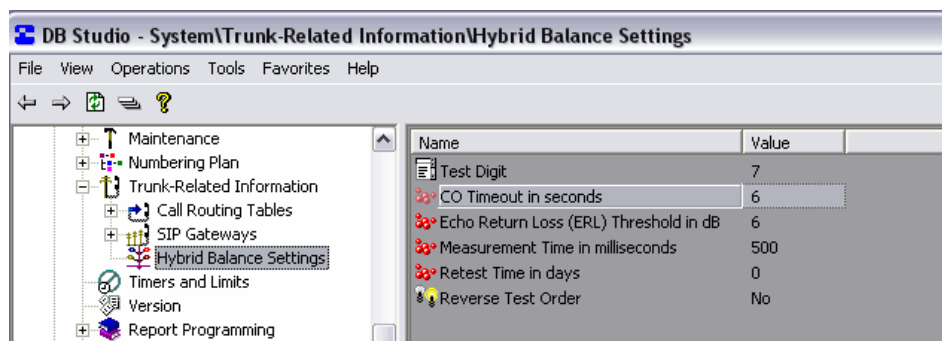 DB Studio - System\Trunk-Related Information\Hybrid Balance Settings
File View Operations Tools Favorites Help
Maintenance
Numbering Plan
Trunk-Related Information
Call Routing Tables
SIP Gateways
Hybrid Balance Settings
Timers and Limits
Version
Report Programming
Name Value
Test Digit 7
CO Timeout in seconds 6
Echo Return Loss (ERL) Threshold in dB 6
Measurement Time in milliseconds 500
Retest Time in days 0
Reverse Test Order No